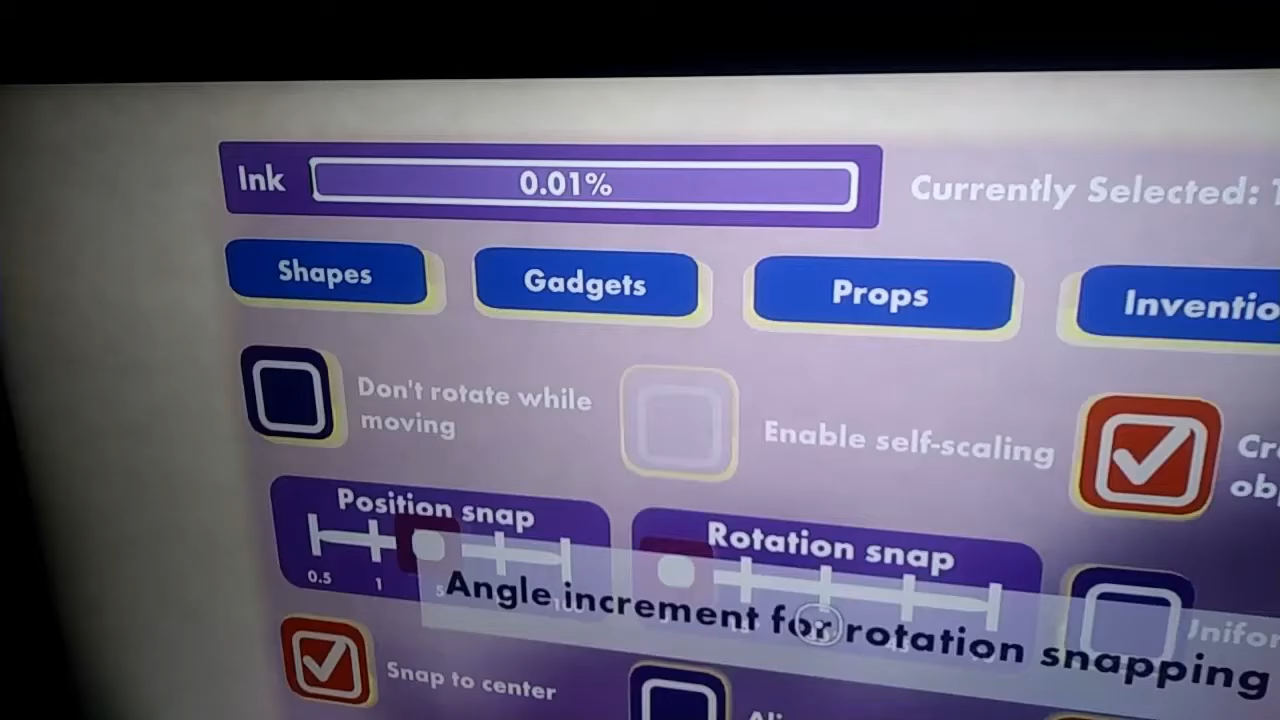 Ink
0.01%
Currently Selected:
Shapes
Gadgets
Props
Don't rotate while
moving
Enable self-scaling
Position snap
0.5
1
5
Rotation snap
Angle increment for rotation snapping
Snap to center